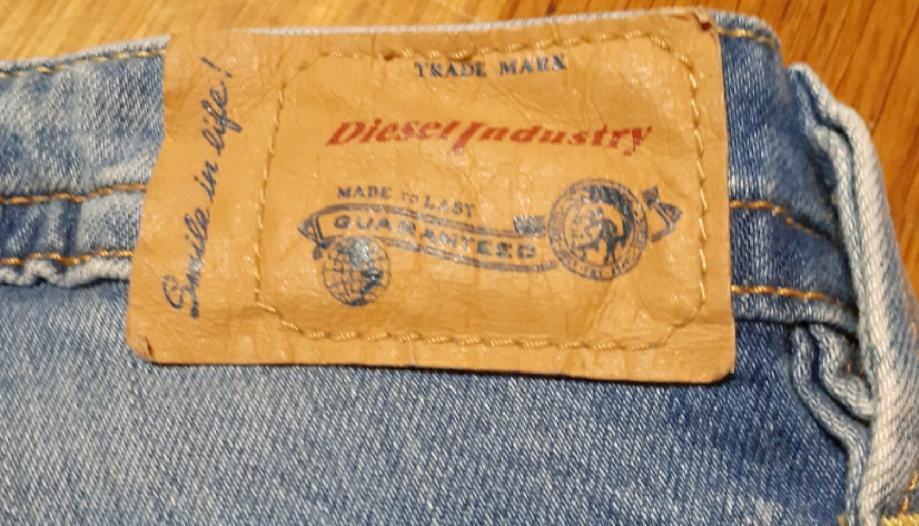 Smile in life!
TRADE MARK
Diesel Industry
MADE TO LAST
GUARANTEED